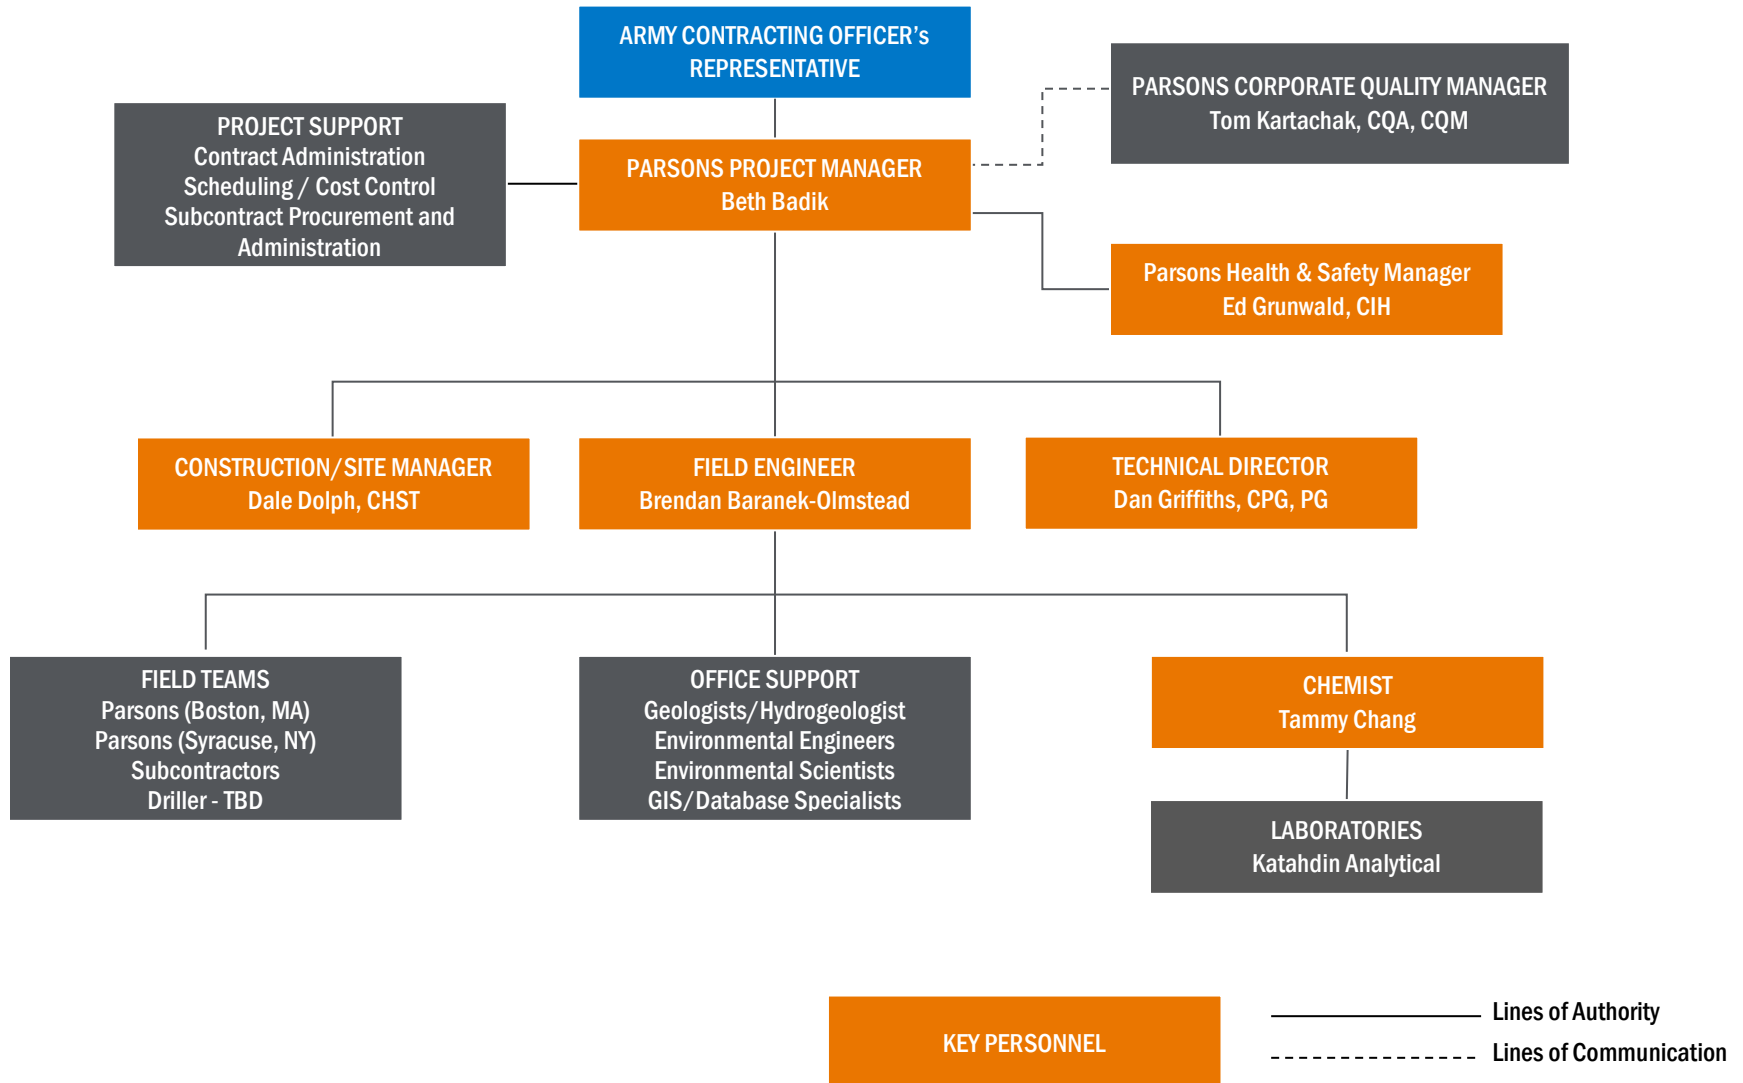 ARMY CONTRACTING OFFICER's
REPRESENTATIVE
PARSONS CORPORATE QUALITY MANAGER
Tom Kartachak, CQA, CQM
PROJECT SUPPORT
Contract Administration
Scheduling / Cost Control
Subcontract Procurement and
Administration
PARSONS PROJECT MANAGER
Beth Badik
Parsons Health & Safety Manager
Ed Grunwald, CIH
CONSTRUCTION/SITE MANAGER
Dale Dolph, CHST
FIELD ENGINEER
Brendan Baranek-Olmstead
TECHNICAL DIRECTOR
Dan Griffiths, CPG, PG
FIELD TEAMS
Parsons (Boston, MA)
Parsons (Syracuse, NY)
Subcontractors
Driller - TBD
OFFICE SUPPORT
Geologists/Hydrogeologist
Environmental Engineers
Environmental Scientists
GIS/Database Specialists
CHEMIST
Tammy Chang
LABORATORIES
Katahdin Analytical
KEY PERSONNEL
Lines of Authority
Lines of Communication